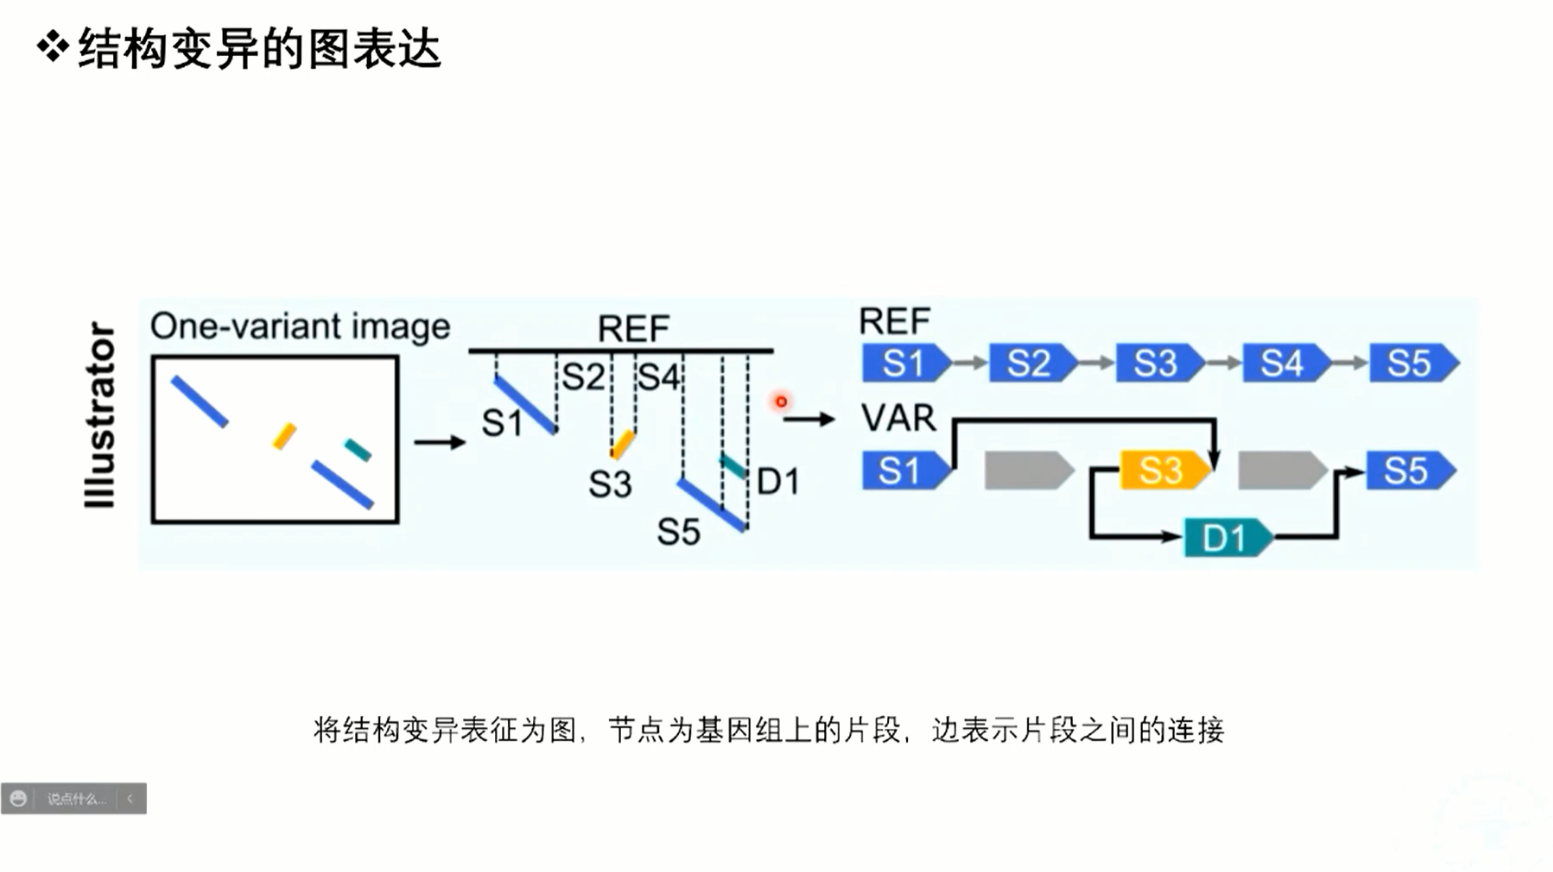 ❖结构变异的图表达
Illustrator
One-variant image
REF
S1
S2
S3
S4
S5
D1
REF
S1 S2 S3 S4 S5
VAR
S1 S3 S5
D1
将结构变异表征为图，节点为基因组上的片段，边表示片段之间的连接
说点什么...